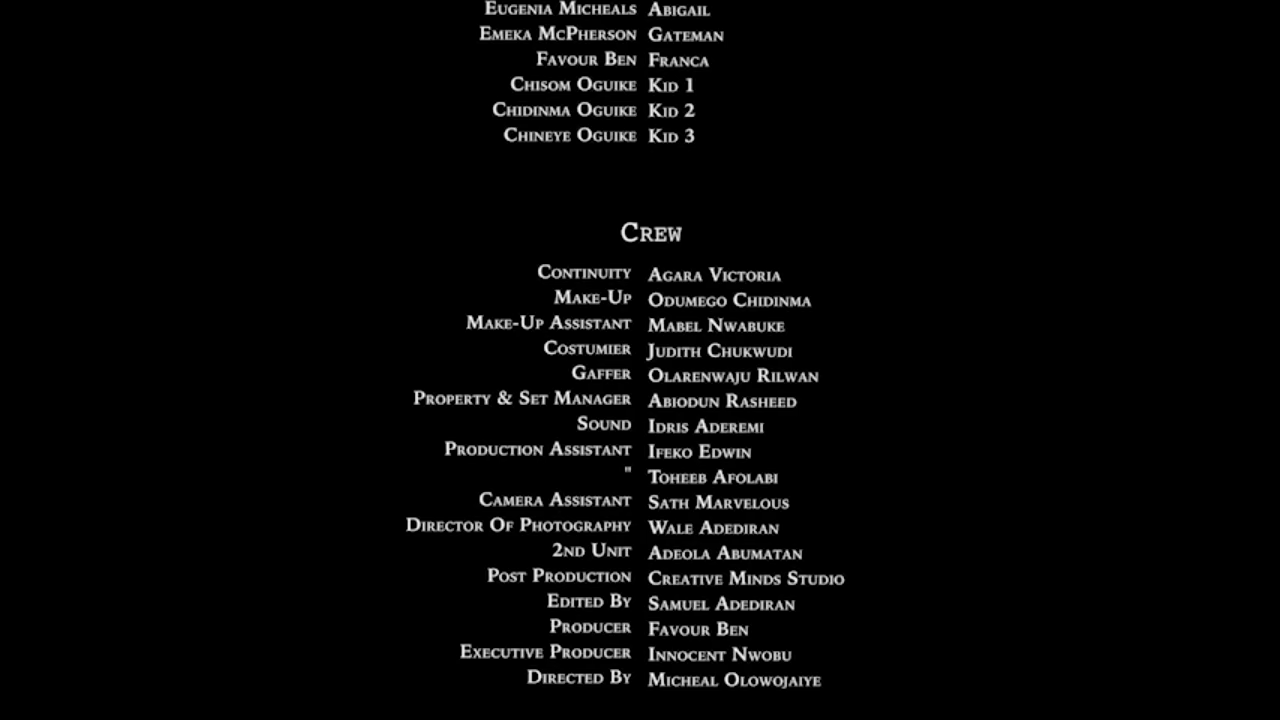 Eugenia Micheals Abigail
Emeka McPherson Gateman
Favour Ben Franca
Chisom Oguike Kid 1
Chidinma Oguike Kid 2
Chineye Oguike Kid 3
Crew
Continuity Agara Victoria
Make-Up Odumego Chidinma
Make-Up Assistant Mabel Nwabuke
Costumier Judith Chukwudi
Gaffer Olarenwaju Rilwan
Property & Set Manager Abiodun Rasheed
Sound Idris Aderemi
Production Assistant Ifeko Edwin
" Toheeb Afolabi
Camera Assistant Sath Marvelous
Director Of Photography Wale Adediran
2nd Unit Adeola Abumatan
Post Production Creative Minds Studio
Edited By Samuel Adediran
Producer Favour Ben
Executive Producer Innocent Nwobu
Directed By Micheal Olowojaiye